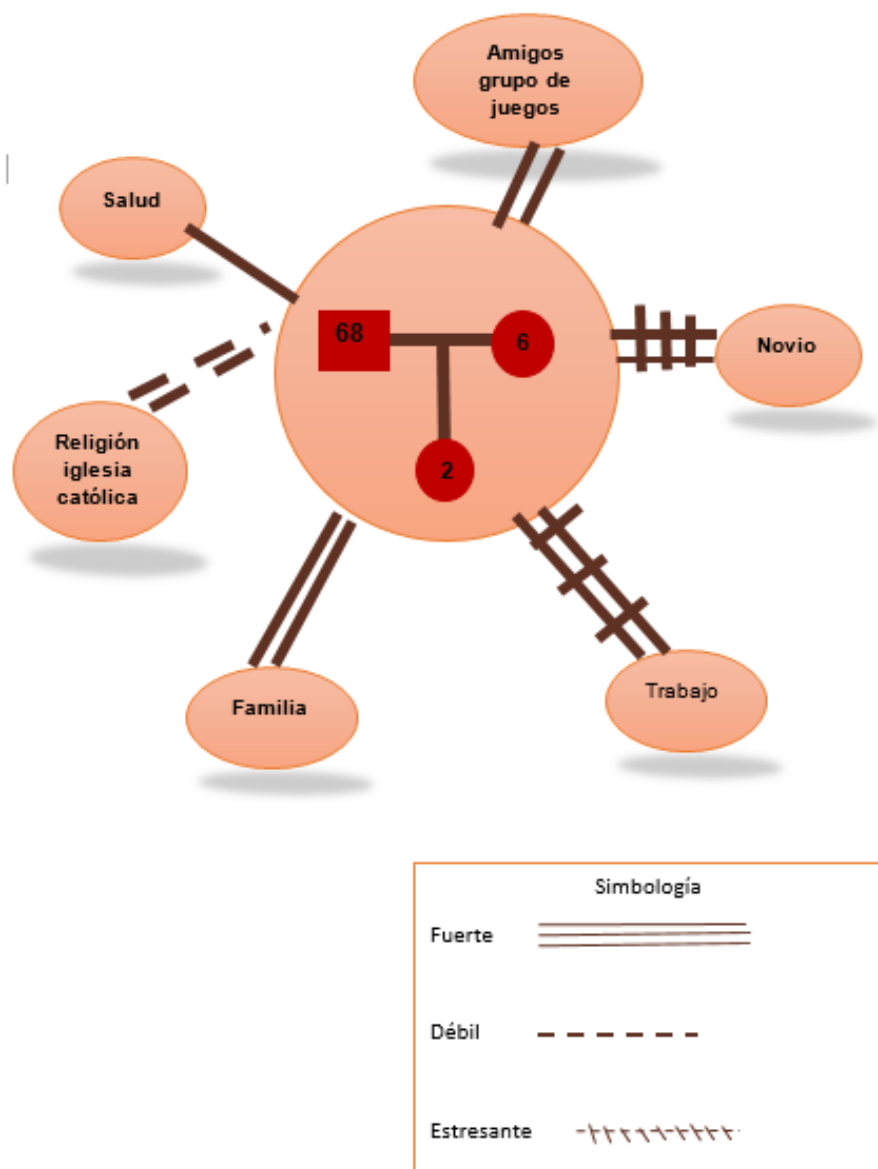 Amigos
grupo de
juegos
Salud
68
6
Novio
Religión
iglesia
católica
2
Familia
Trabajo
Simbología
Fuerte
Débil
Estresante